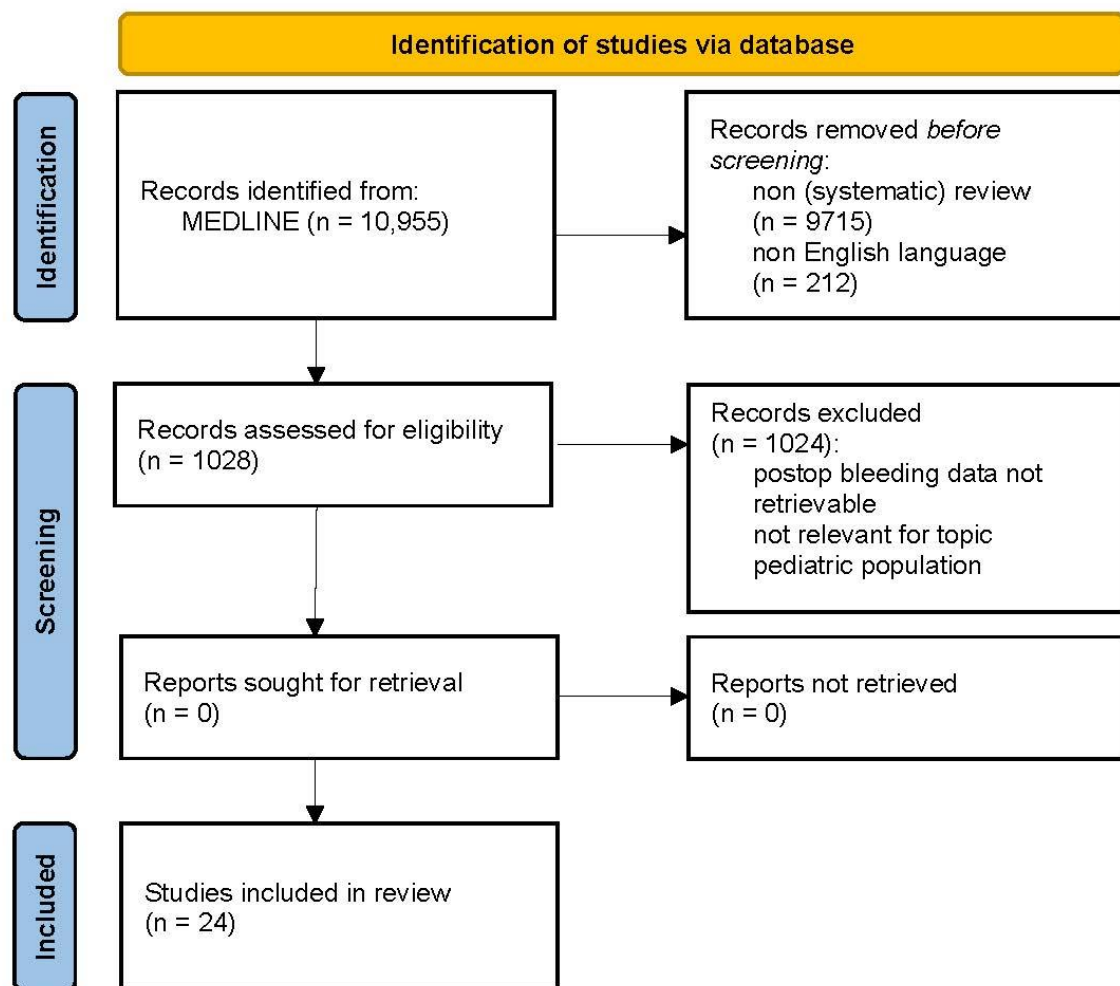 Identification of studies via database
Identification
Records identified from:
MEDLINE (n = 10,955)
Records removed before
screening:
non (systematic) review
(n = 9715)
non English language
(n = 212)
Screening
Records assessed for eligibility
(n = 1028)
Records excluded
(n = 1024):
postop bleeding data not
retrievable
not relevant for topic
pediatric population
Reports sought for retrieval
(n = 0)
Reports not retrieved
(n = 0)
Included
Studies included in review
(n = 24)